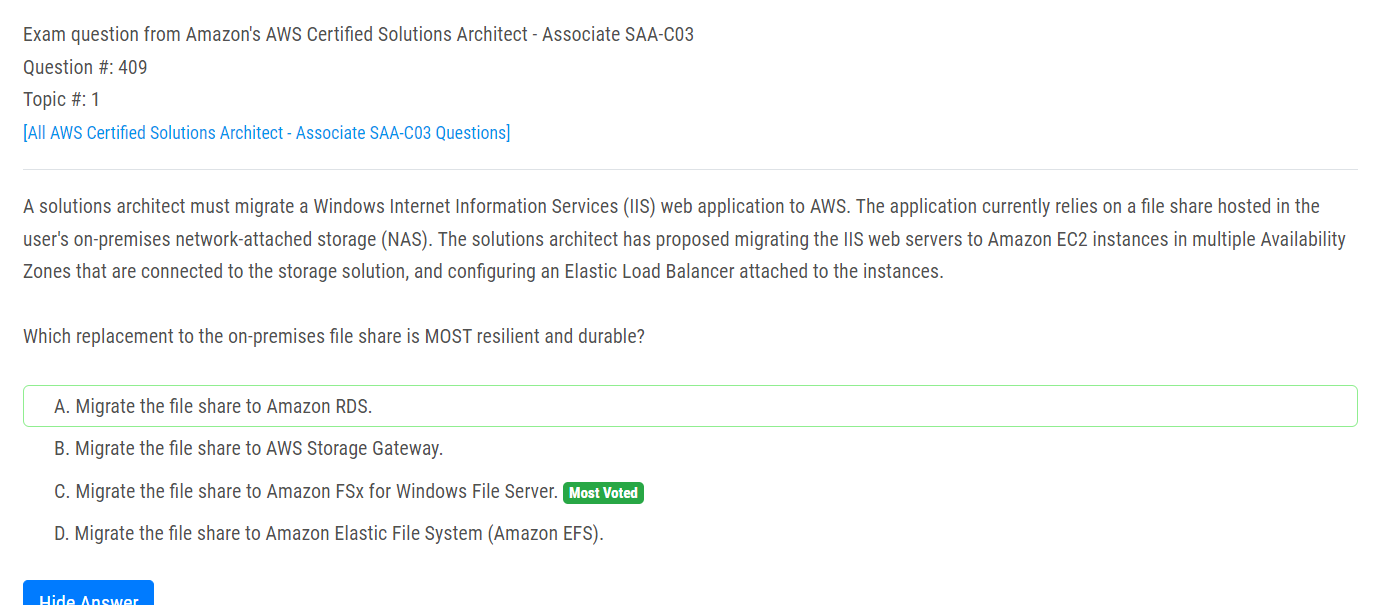 Exam question from Amazon's AWS Certified Solutions Architect - Associate SAA-C03
Question #: 409
Topic #: 1
[All AWS Certified Solutions Architect - Associate SAA-C03 Questions]
A solutions architect must migrate a Windows Internet Information Services (IIS) web application to AWS. The application currently relies on a file share hosted in the
user's on-premises network-attached storage (NAS). The solutions architect has proposed migrating the IIS web servers to Amazon EC2 instances in multiple Availability
Zones that are connected to the storage solution, and configuring an Elastic Load Balancer attached to the instances.
Which replacement to the on-premises file share is MOST resilient and durable?
A. Migrate the file share to Amazon RDS.
B. Migrate the file share to AWS Storage Gateway.
C. Migrate the file share to Amazon FSx for Windows File Server. Most Voted
D. Migrate the file share to Amazon Elastic File System (Amazon EFS).
Hide Answer